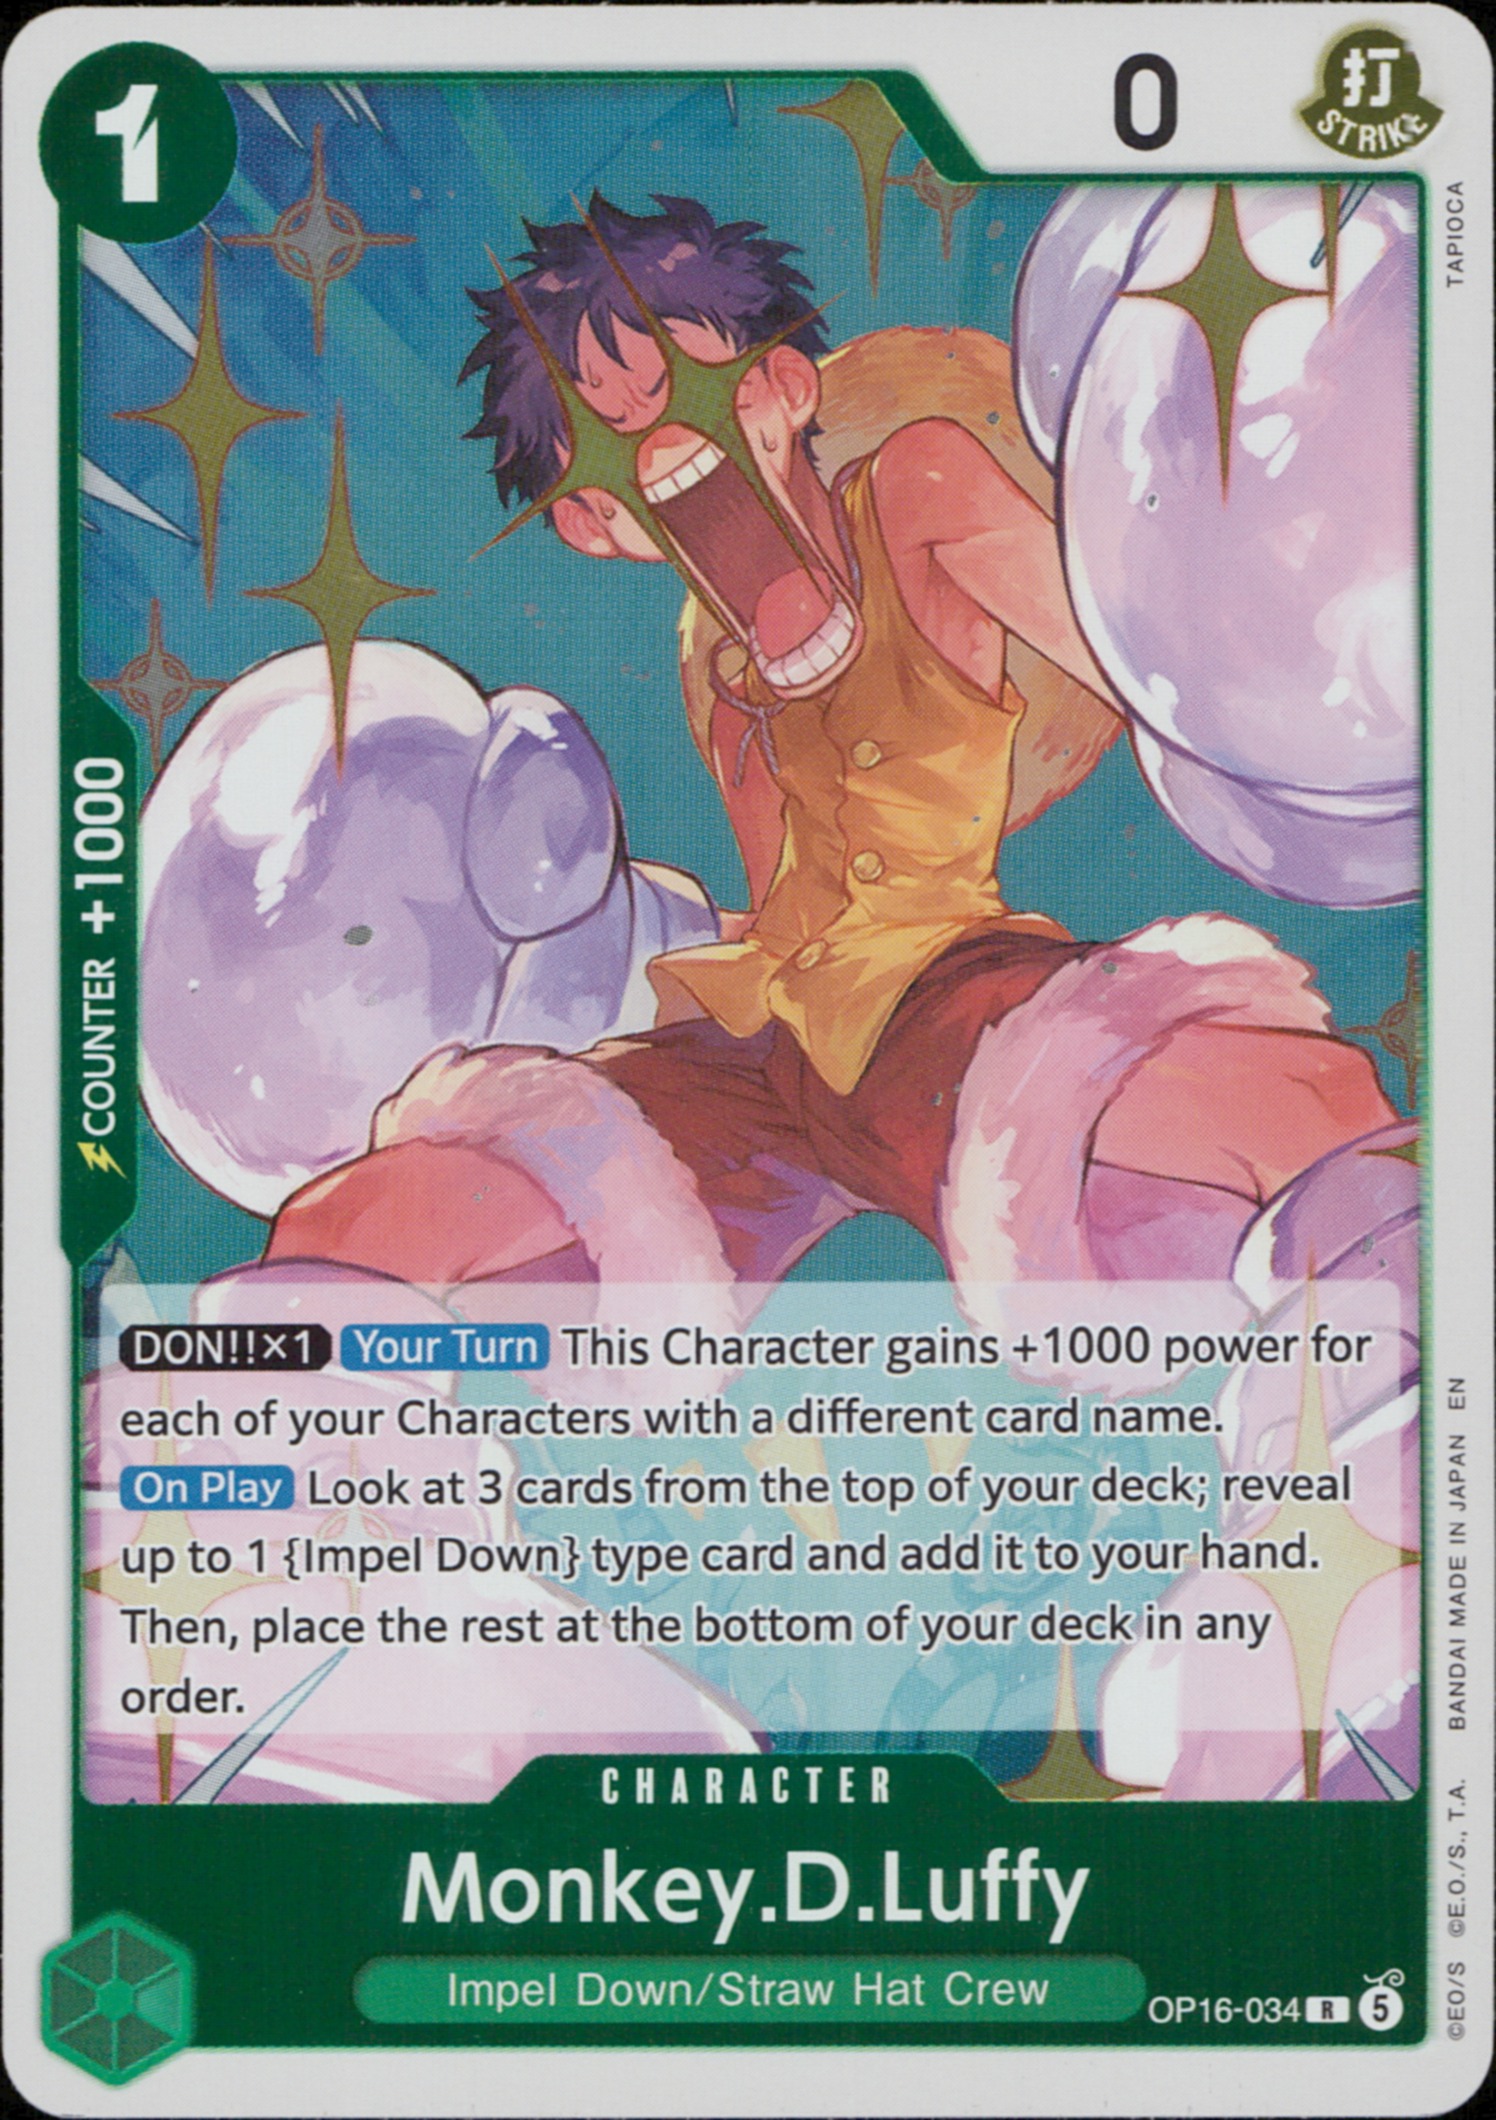 1
0
打
STRIKE
TAPIOCA
COUNTER +1000
DON!!×1 Your Turn This Character gains +1000 power for
each of your Characters with a different card name.
On Play Look at 3 cards from the top of your deck; reveal
up to 1 {Impel Down} type card and add it to your hand.
Then, place the rest at the bottom of your deck in any
order.
CHARACTER
Monkey.D.Luffy
Impel Down/Straw Hat Crew
OP16-034 R 5
©EO/S ©E.O./S., T.A. BANDAI MADE IN JAPAN EN